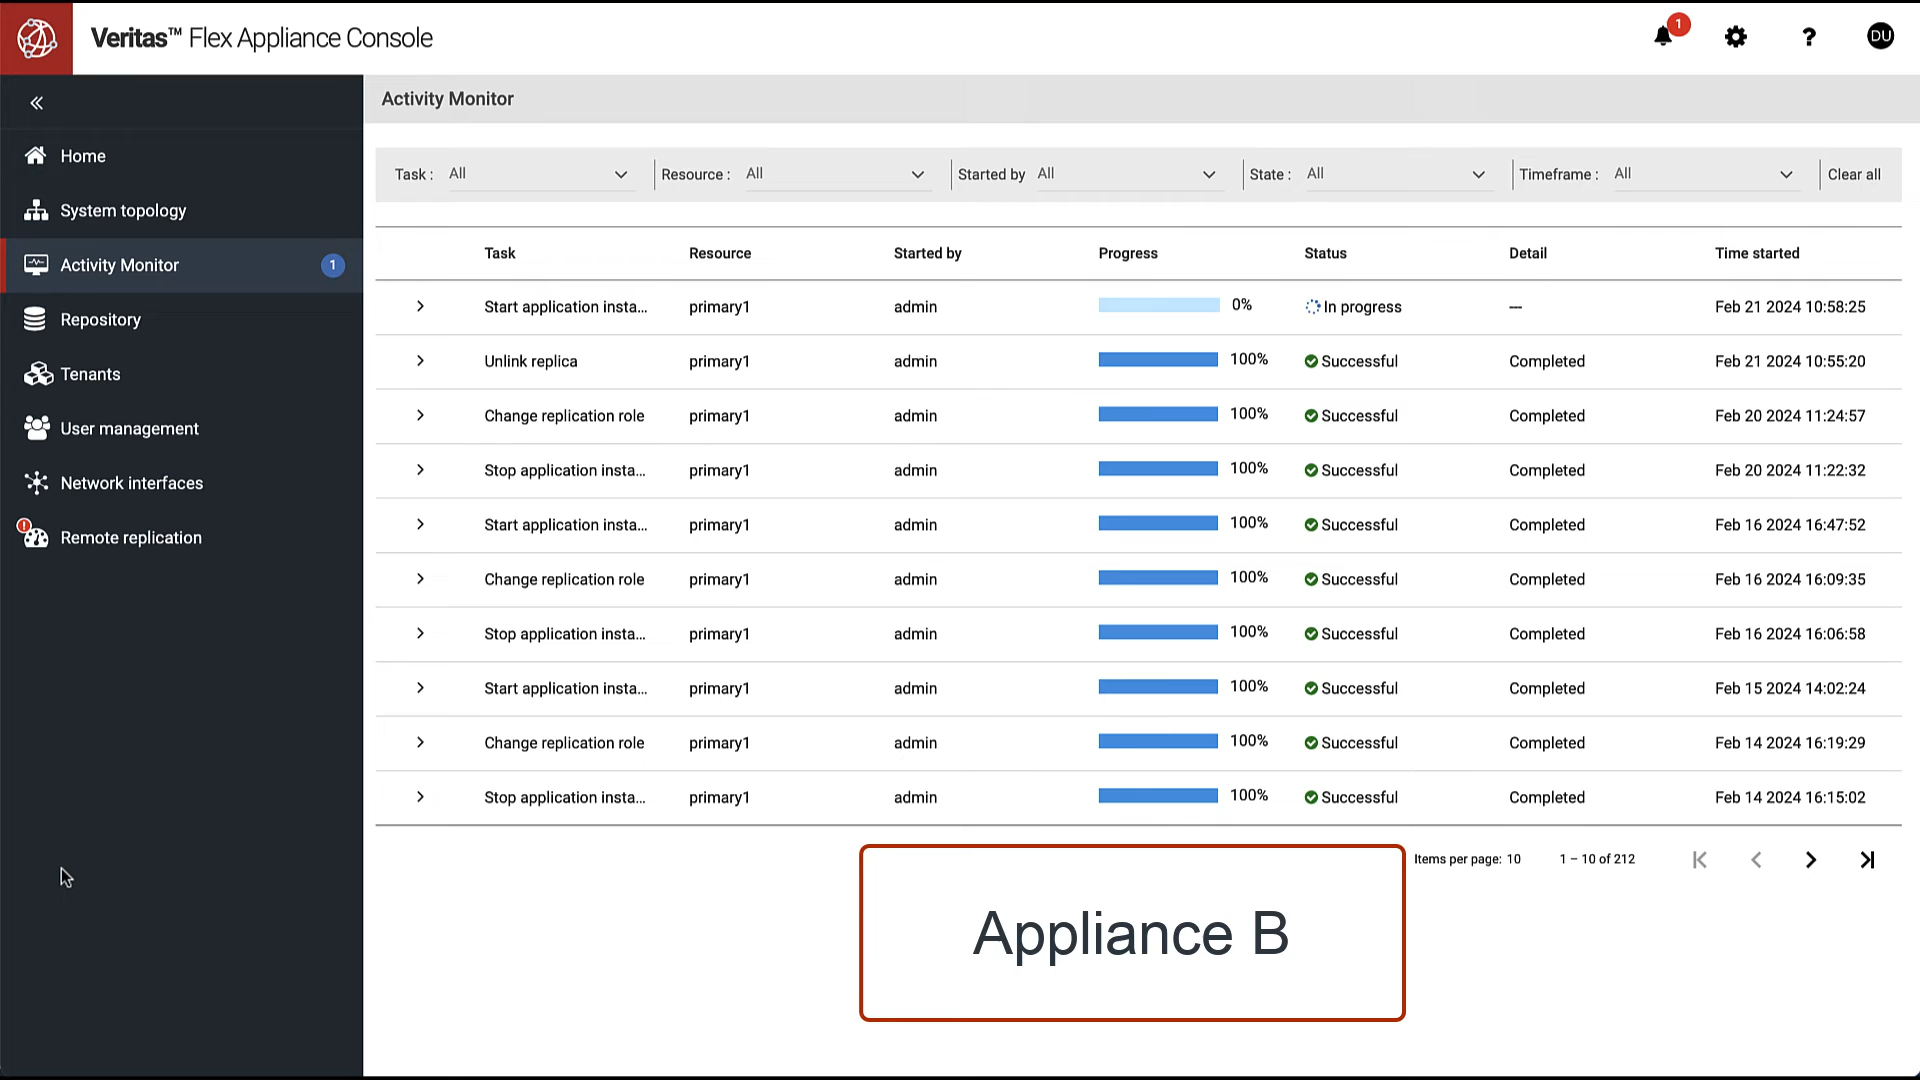 Veritas™ Flex Appliance Console
1
?
DU
Home
System topology
Activity Monitor
1
Repository
Tenants
User management
Network interfaces
Remote replication
Activity Monitor
Task : All Resource : All Started by All State : All Timeframe : All Clear all
Task Resource Started by Progress Status Detail Time started
Start application insta... primary1 admin 0% In progress — Feb 21 2024 10:58:25
Unlink replica primary1 admin 100% Successful Completed Feb 21 2024 10:55:20
Change replication role primary1 admin 100% Successful Completed Feb 20 2024 11:24:57
Stop application insta... primary1 admin 100% Successful Completed Feb 20 2024 11:22:32
Start application insta... primary1 admin 100% Successful Completed Feb 16 2024 16:47:52
Change replication role primary1 admin 100% Successful Completed Feb 16 2024 16:09:35
Stop application insta... primary1 admin 100% Successful Completed Feb 16 2024 16:06:58
Start application insta... primary1 admin 100% Successful Completed Feb 15 2024 14:02:24
Change replication role primary1 admin 100% Successful Completed Feb 14 2024 16:19:29
Stop application insta... primary1 admin 100% Successful Completed Feb 14 2024 16:15:02
Items per page: 10 1 – 10 of 212
Appliance B